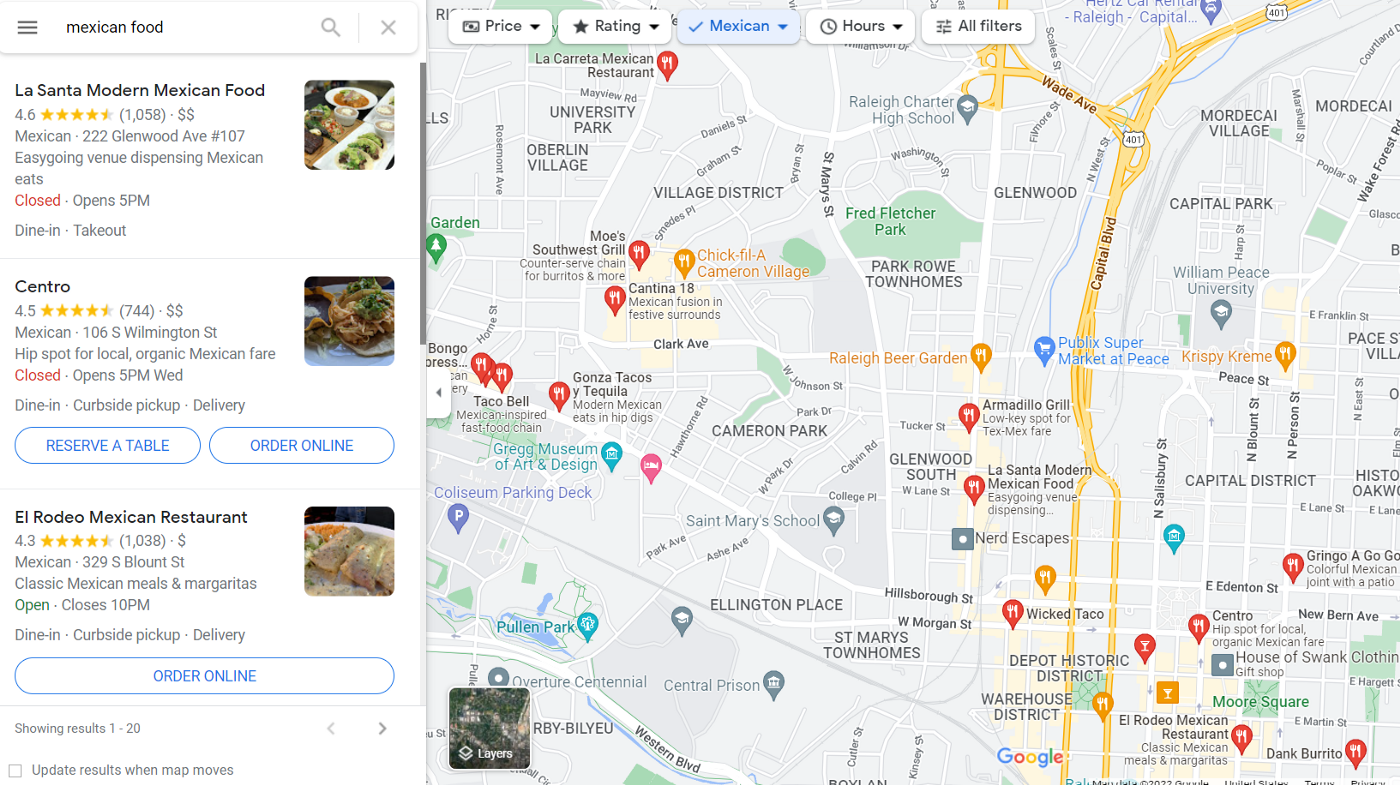 mexican food
La Santa Modern Mexican Food
4.6 (1,058) · $$
Mexican · 222 Glenwood Ave #107
Easygoing venue dispensing Mexican
eats
Closed · Opens 5PM
Dine-in · Takeout
Centro
4.5 (744) · $$
Mexican · 106 S Wilmington St
Hip spot for local, organic Mexican fare
Closed · Opens 5PM Wed
Dine-in · Curbside pickup · Delivery
RESERVE A TABLE
ORDER ONLINE
El Rodeo Mexican Restaurant
4.3 (1,038) · $
Mexican · 329 S Blount St
Classic Mexican meals & margaritas
Open · Closes 10PM
Dine-in · Curbside pickup · Delivery
ORDER ONLINE
Showing results 1 - 20
Update results when map moves
Price
Rating
Mexican
Hours
All filters
Hertz Car Rental
- Raleigh - Capital...
401
La Carreta Mexican
Restaurant
Mayview Rd
UNIVERSITY
PARK
Raleigh Charter
High School
Wade Ave
Scales St
Filmore St
401
N West St
Marshall St
MORDECAI
MORDECAI
VILLAGE
Wake Forest Rd
Poplar St
OBERLIN
VILLAGE
Rosemont Ave
Daniels St
Graham St
Bryan St
St Marys St
Washington St
VILLAGE DISTRICT
GLENWOOD
CAPITAL PARK
Smedes Pl
Fred Fletcher
Park
Garden
Moe's
Southwest Grill
Counter-serve chain
for burritos & more
Chick-fil-A
Cameron Village
Capital Blvd
Harp St
PARK ROWE
TOWNHOMES
William Peace
University
Cantina 18
Mexican fusion in
festive surrounds
E Franklin St
Horne St
Clark Ave
Raleigh Beer Garden
Publix Super
Market at Peace
Krispy Kreme
Peace St
Bongo
Taco Bell
Mexican-inspired
fast-food chain
Gonza Tacos
y Tequila
Modern Mexican
eats in hip digs
W Johnson St
Park Dr
Hawthorne Rd
CAMERON PARK
Tucker St
Armadillo Grill
Low-key spot for
Tex-Mex fare
N Blount St
N Person St
N East St
Gregg Museum
of Art & Design
W Park Dr
Calvin Rd
GLENWOOD
SOUTH
N Salisbury St
W Lane St
La Santa Modern
Mexican Food
Easygoing venue
dispensing...
CAPITAL DISTRICT
Coliseum Parking Deck
P
College Pl
E Lane St
Saint Mary's School
Nerd Escapes
Park Ave
Ashe Ave
Gringo A Go Go
Colorful Mexican
joint with a patio
E Edenton St
Hillsborough St
ELLINGTON PLACE
W Morgan St
Wicked Taco
Centro
Hip spot for local,
organic Mexican fare
New Bern Ave
Pullen Park
ST MARYS
TOWNHOMES
DEPOT HISTORIC
DISTRICT
House of Swank Clothing
Gift shop
E Hargett St
Overture Centennial
Central Prison
WAREHOUSE
DISTRICT
Moore Square
E Martin St
RBY-BILYEU
Western Blvd
Cutler St
Kinsey St
El Rodeo Mexican
Restaurant
Classic Mexican
meals & margaritas
Dank Burrito
Layers
Google
Map data ©2022 Google
United States
Terms
Privacy